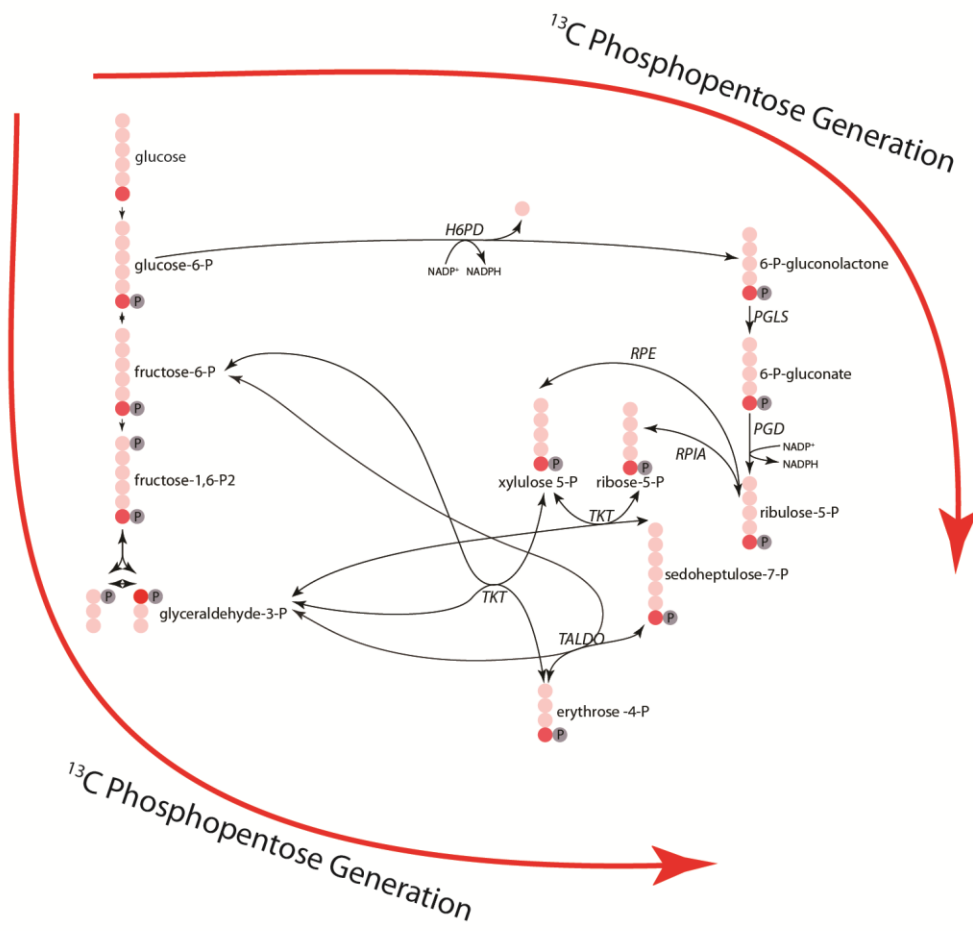 ¹³C Phosphopentose Generation
glucose
H6PD
glucose-6-P
6-P-gluconolactone
NADP⁺ NADPH
P
P
PGLS
RPE
fructose-6-P
6-P-gluconate
P
P
PGD
P
NADP⁺
RPIA
NADPH
fructose-1,6-P2
P
P
xylulose 5-P
ribose-5-P
ribulose-5-P
P
TKT
P
sedoheptulose-7-P
P
P
glyceraldehyde-3-P
TKT
P
TALDO
erythrose -4-P
P
¹³C Phosphopentose Generation